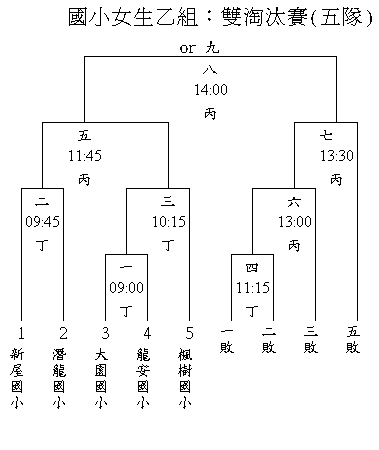 國小女生乙組：雙淘汰賽(五隊)
or 九
八
14:00
丙
五
11:45
丙
七
13:30
丙
二
09:45
丁
三
10:15
丁
六
13:00
丙
一
09:00
丁
四
11:15
丁
1 新屋國小
2 潛龍國小
3 大園國小
4 龍安國小
5 楓樹國小
一敗
二敗
三敗
五敗